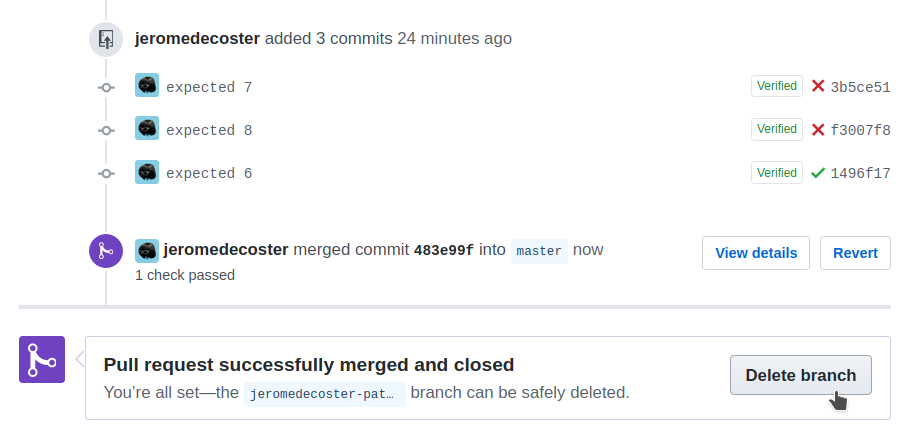 jeromedecoster added 3 commits 24 minutes ago
expected 7 Verified 3b5ce51
expected 8 Verified f3007f8
expected 6 Verified 1496f17
jeromedecoster merged commit 483e99f into master now View details Revert
1 check passed
Pull request successfully merged and closed
You're all set—the jeromedecoster-pat… branch can be safely deleted.
Delete branch